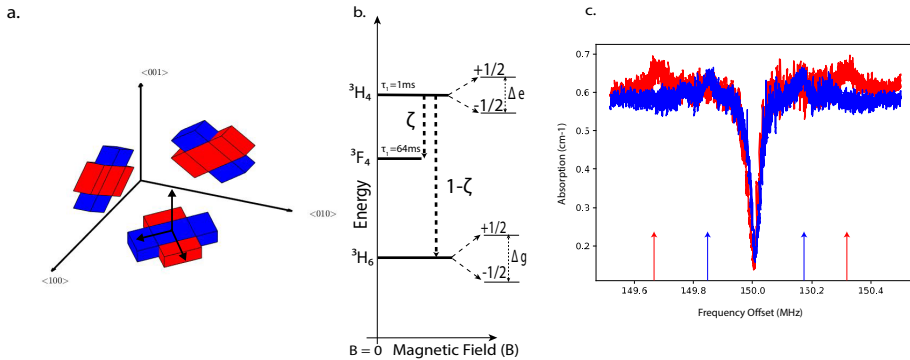 a.
<001>
<010>
<100>
b.
Energy
³H₄
τ₁=1ms
+1/2
1/2
Δe
ζ
³F₄
τ₁=64ms
1-ζ
³H₆
+1/2
-1/2
Δg
B = 0 Magnetic Field (B)
c.
Absorption (cm-1)
0.7
0.6
0.5
0.4
0.3
0.2
149.6 149.8 150.0 150.2 150.4
Frequency Offset (MHz)